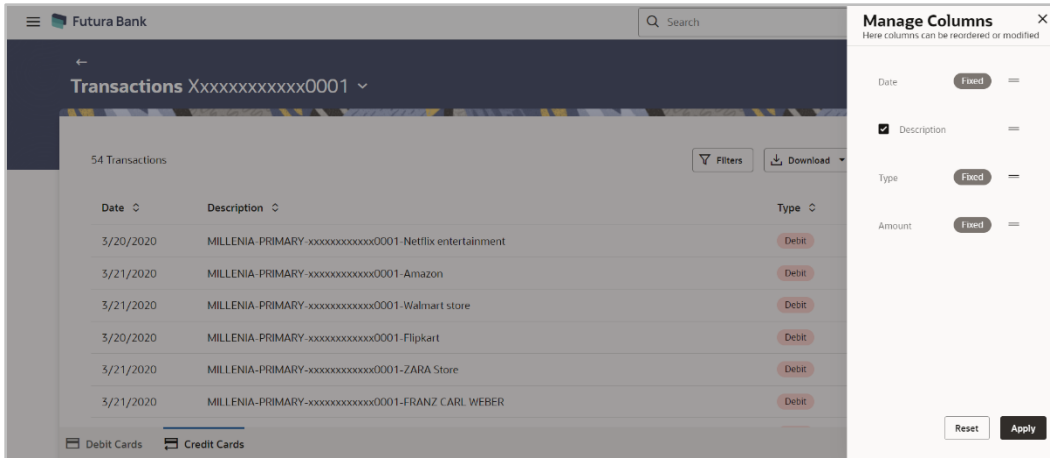 Futura Bank
Search
Transactions Xxxxxxxxxxxx0001
54 Transactions
Filters
Download
Date
Description
Type
3/20/2020 MILLENIA-PRIMARY-xxxxxxxxxxxx0001-Netflix entertainment Debit
3/21/2020 MILLENIA-PRIMARY-xxxxxxxxxxxx0001-Amazon Debit
3/21/2020 MILLENIA-PRIMARY-xxxxxxxxxxxx0001-Walmart store Debit
3/20/2020 MILLENIA-PRIMARY-xxxxxxxxxxxx0001-Flipkart Debit
3/21/2020 MILLENIA-PRIMARY-xxxxxxxxxxxx0001-ZARA Store Debit
3/21/2020 MILLENIA-PRIMARY-xxxxxxxxxxxx0001-FRANZ CARL WEBER Debit
Debit Cards
Credit Cards
Manage Columns
Here columns can be reordered or modified
Date Fixed
Description
Type Fixed
Amount Fixed
Reset
Apply